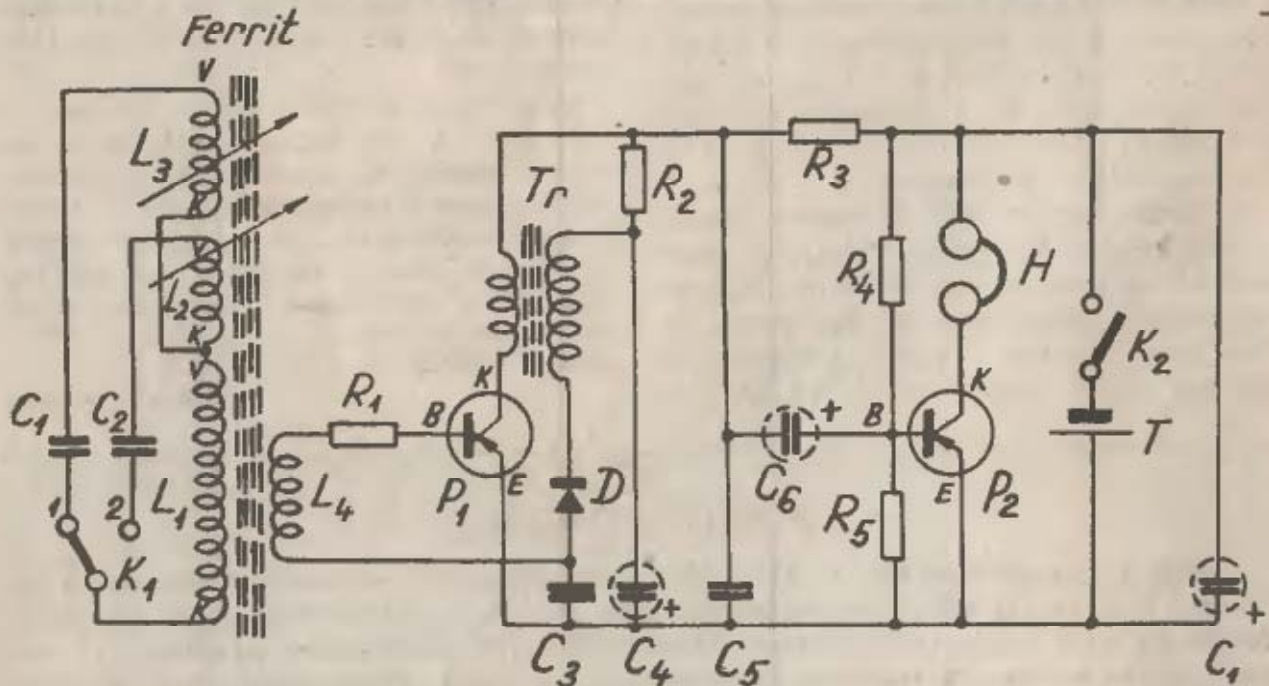 Ferrit
V
L3
K
V
L2
K
V
C1
C2
1
2
L1
K1
K
L4
R1
B
K
E
P1
Tr
D
R2
C3
C4
+
C5
R3
R4
H
C6
+
B
K
E
P2
R5
K2
T
C1
+